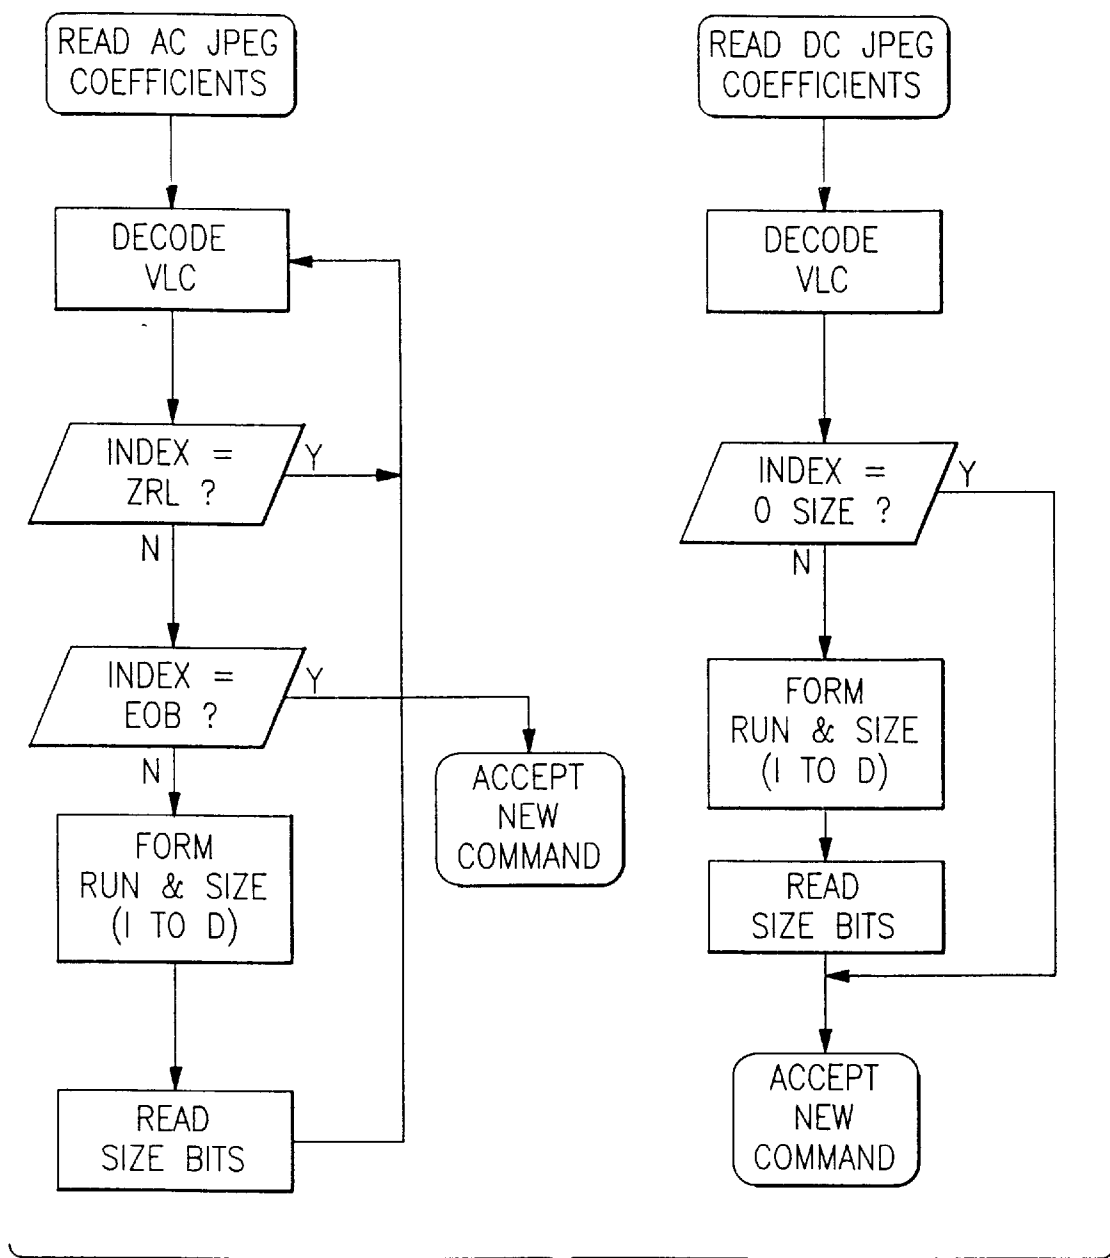 READ AC JPEG
COEFFICIENTS
DECODE
VLC
INDEX =
ZRL ?
Y
N
INDEX =
EOB ?
Y
N
ACCEPT
NEW
COMMAND
FORM
RUN & SIZE
(I TO D)
READ
SIZE BITS
READ DC JPEG
COEFFICIENTS
DECODE
VLC
INDEX =
0 SIZE ?
Y
N
FORM
RUN & SIZE
(I TO D)
READ
SIZE BITS
ACCEPT
NEW
COMMAND